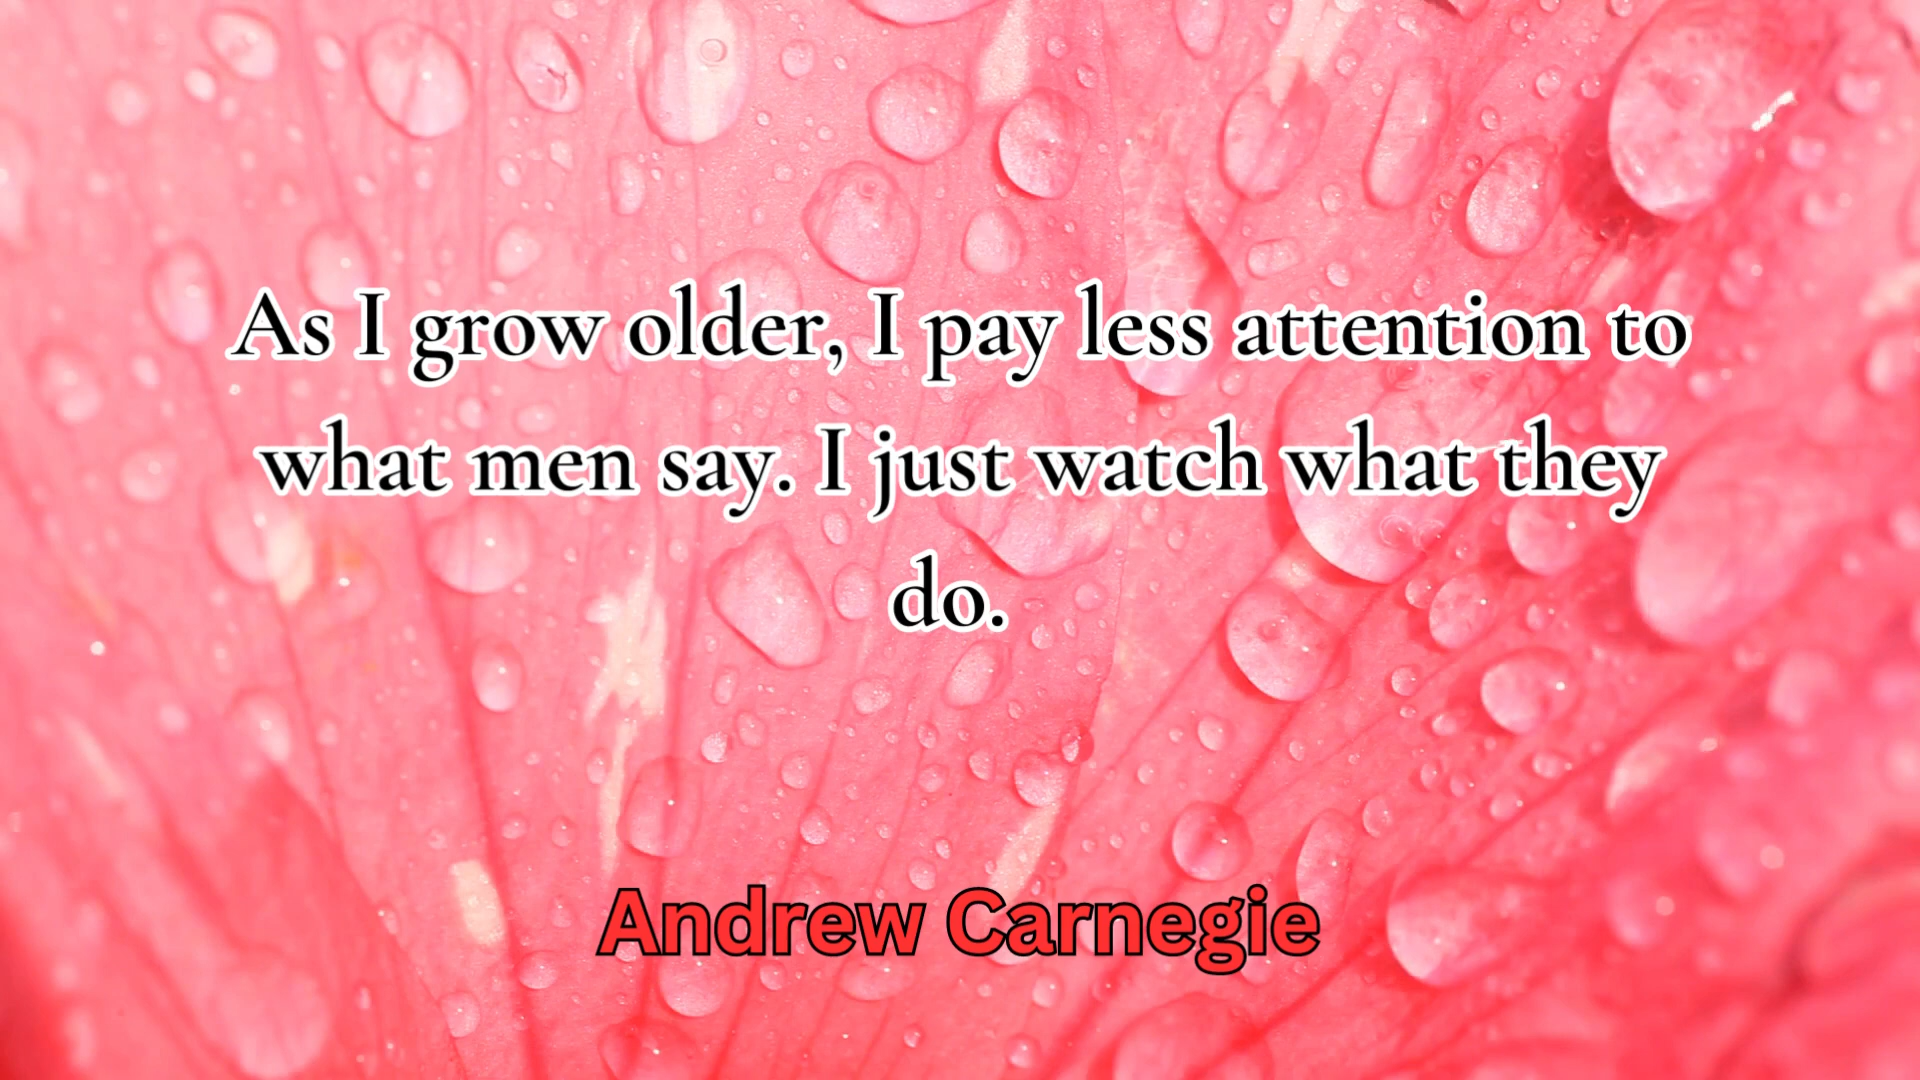 As I grow older, I pay less attention to
what men say. I just watch what they
do.
Andrew Carnegie